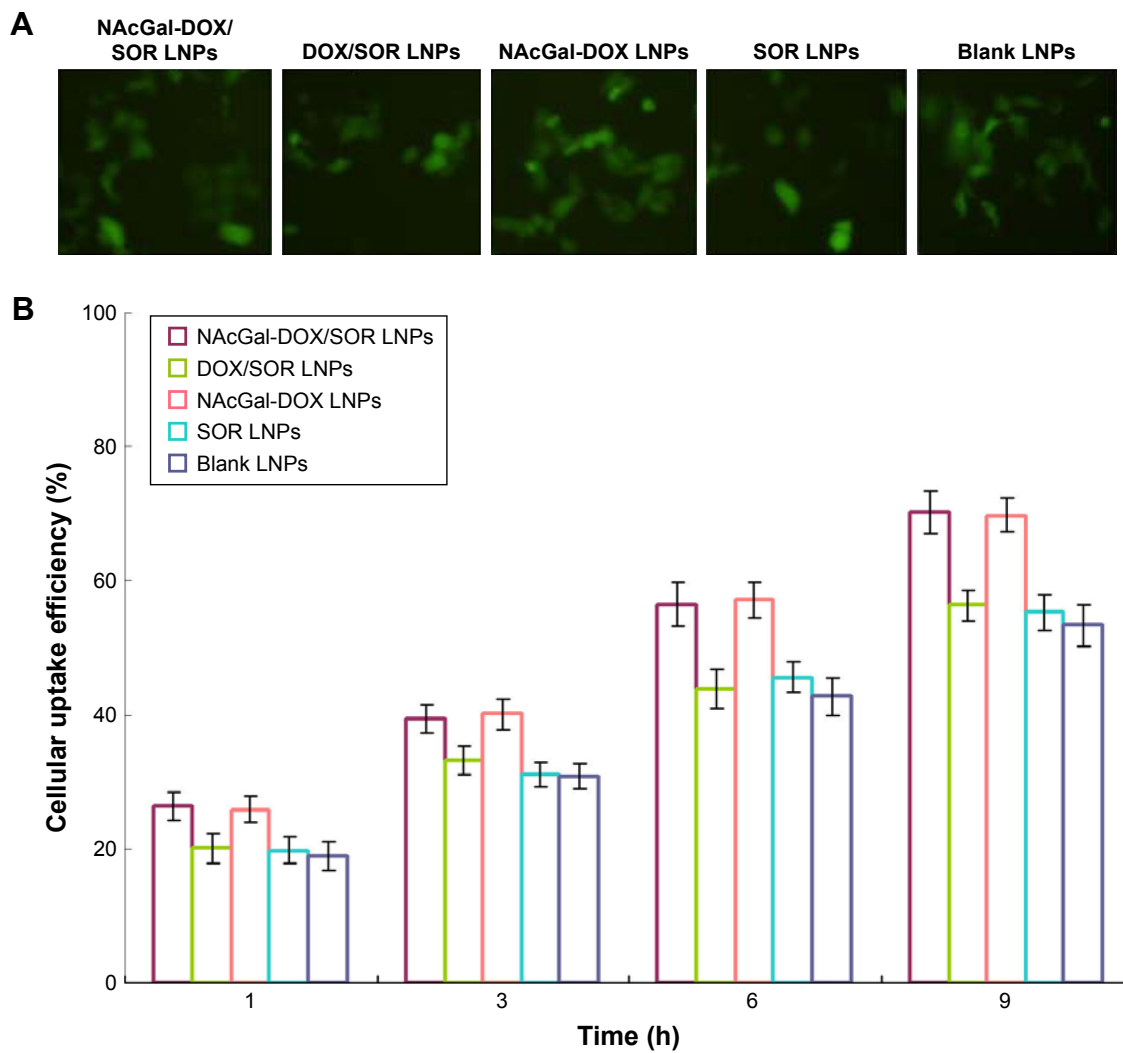 A
NAcGal-DOX/
SOR LNPs
DOX/SOR LNPs
NAcGal-DOX LNPs
SOR LNPs
Blank LNPs
B
100
80
60
40
20
0
Cellular uptake efficiency (%)
NAcGal-DOX/SOR LNPs
DOX/SOR LNPs
NAcGal-DOX LNPs
SOR LNPs
Blank LNPs
1
3
6
9
Time (h)